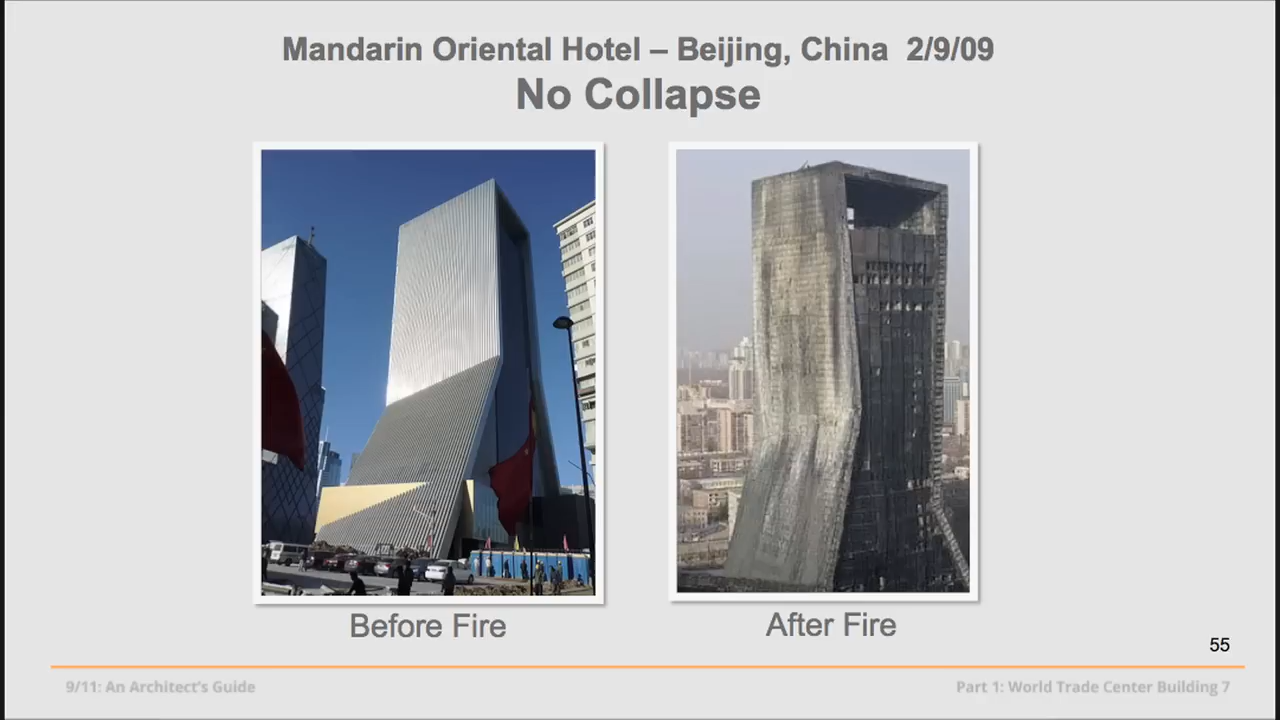 Mandarin Oriental Hotel – Beijing, China 2/9/09
No Collapse
Before Fire
After Fire
55
9/11: An Architect's Guide
Part 1: World Trade Center Building 7